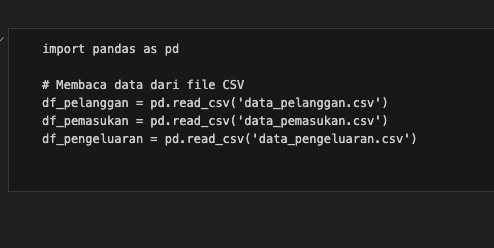 import pandas as pd
# Membaca data dari file CSV
df_pelanggan = pd.read_csv('data_pelanggan.csv')
df_pemasukan = pd.read_csv('data_pemasukan.csv')
df_pengeluaran = pd.read_csv('data_pengeluaran.csv')